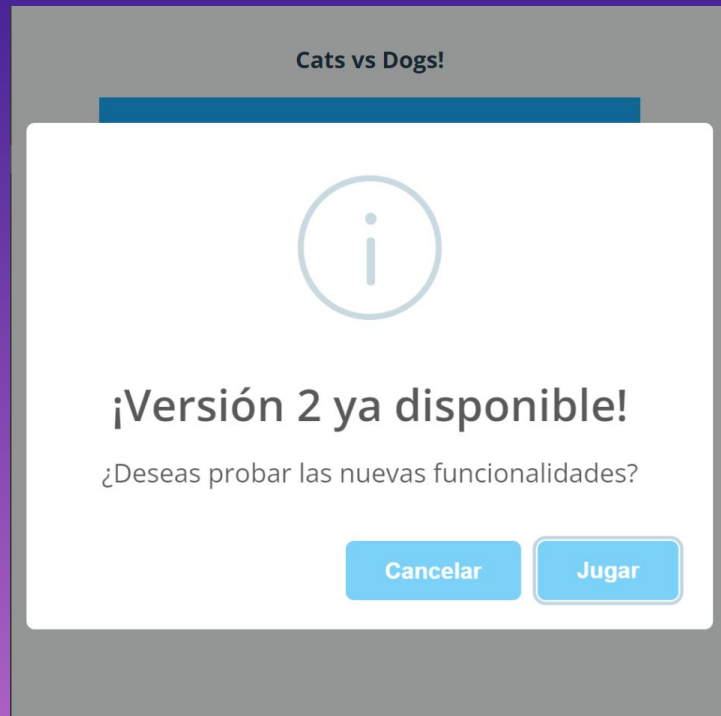 Cats vs Dogs!
¡Versión 2 ya disponible!
¿Deseas probar las nuevas funcionalidades?
Cancelar Jugar